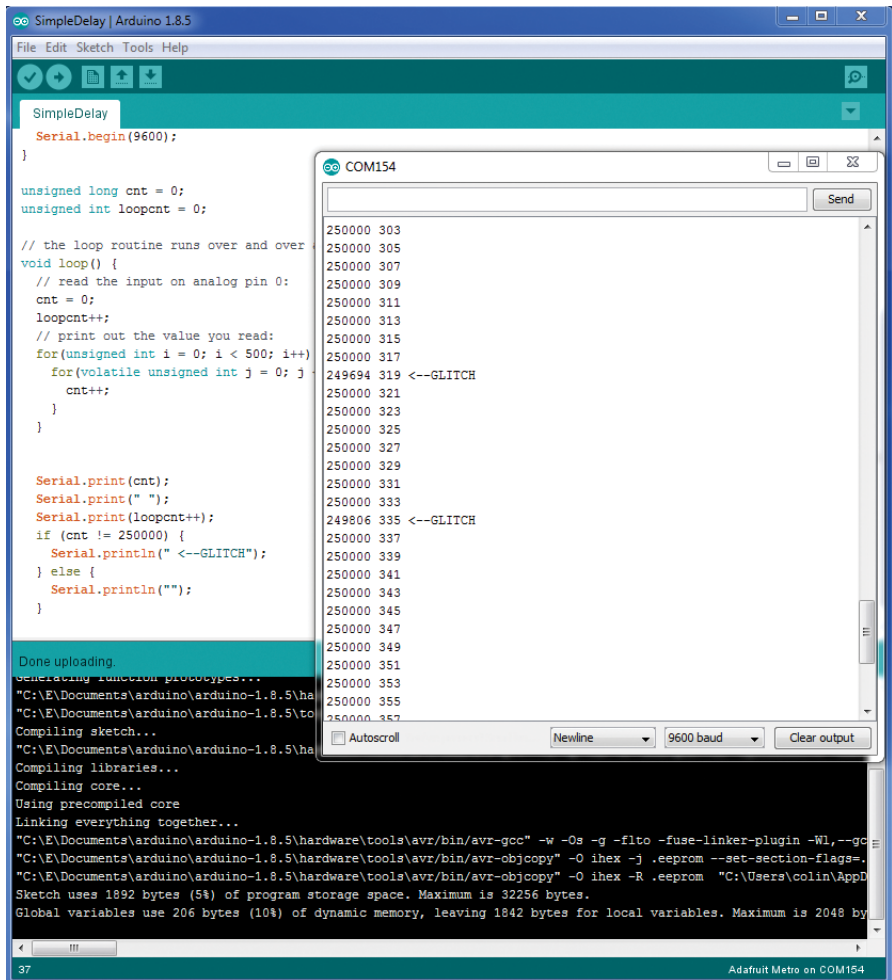 SimpleDelay | Arduino 1.8.5
File Edit Sketch Tools Help
SimpleDelay
Serial.begin(9600);
}
unsigned long cnt = 0;
unsigned int loopcnt = 0;
// the loop routine runs over and over
void loop() {
// read the input on analog pin 0:
cnt = 0;
loopcnt++;
// print out the value you read:
for(unsigned int i = 0; i < 500; i++)
for(volatile unsigned int j = 0; j
cnt++;
}
}
Serial.print(cnt);
Serial.print(" ");
Serial.print(loopcnt++);
if (cnt != 250000) {
Serial.println(" <--GLITCH");
} else {
Serial.println("");
}
COM154
Send
250000 303
250000 305
250000 307
250000 309
250000 311
250000 313
250000 315
250000 317
249694 319 <--GLITCH
250000 321
250000 323
250000 325
250000 327
250000 329
250000 331
250000 333
249806 335 <--GLITCH
250000 337
250000 339
250000 341
250000 343
250000 345
250000 347
250000 349
250000 351
250000 353
250000 355
250000 357
Autoscroll
Newline
9600 baud
Clear output
Done uploading.
Generating function prototypes...
"C:\E\Documents\arduino\arduino-1.8.5\ha
"C:\E\Documents\arduino\arduino-1.8.5\to
Compiling sketch...
"C:\E\Documents\arduino\arduino-1.8.5\ha
Compiling libraries...
Compiling core...
Using precompiled core
Linking everything together...
"C:\E\Documents\arduino\arduino-1.8.5\hardware\tools\avr/bin/avr-gcc" -w -Os -g -flto -fuse-linker-plugin -Wl,--gc
"C:\E\Documents\arduino\arduino-1.8.5\hardware\tools\avr/bin/avr-objcopy" -O ihex -j .eeprom --set-section-flags=.
"C:\E\Documents\arduino\arduino-1.8.5\hardware\tools\avr/bin/avr-objcopy" -O ihex -R .eeprom "C:\Users\colin\AppD
Sketch uses 1892 bytes (5%) of program storage space. Maximum is 32256 bytes.
Global variables use 206 bytes (10%) of dynamic memory, leaving 1842 bytes for local variables. Maximum is 2048 by
37
Adafruit Metro on COM154